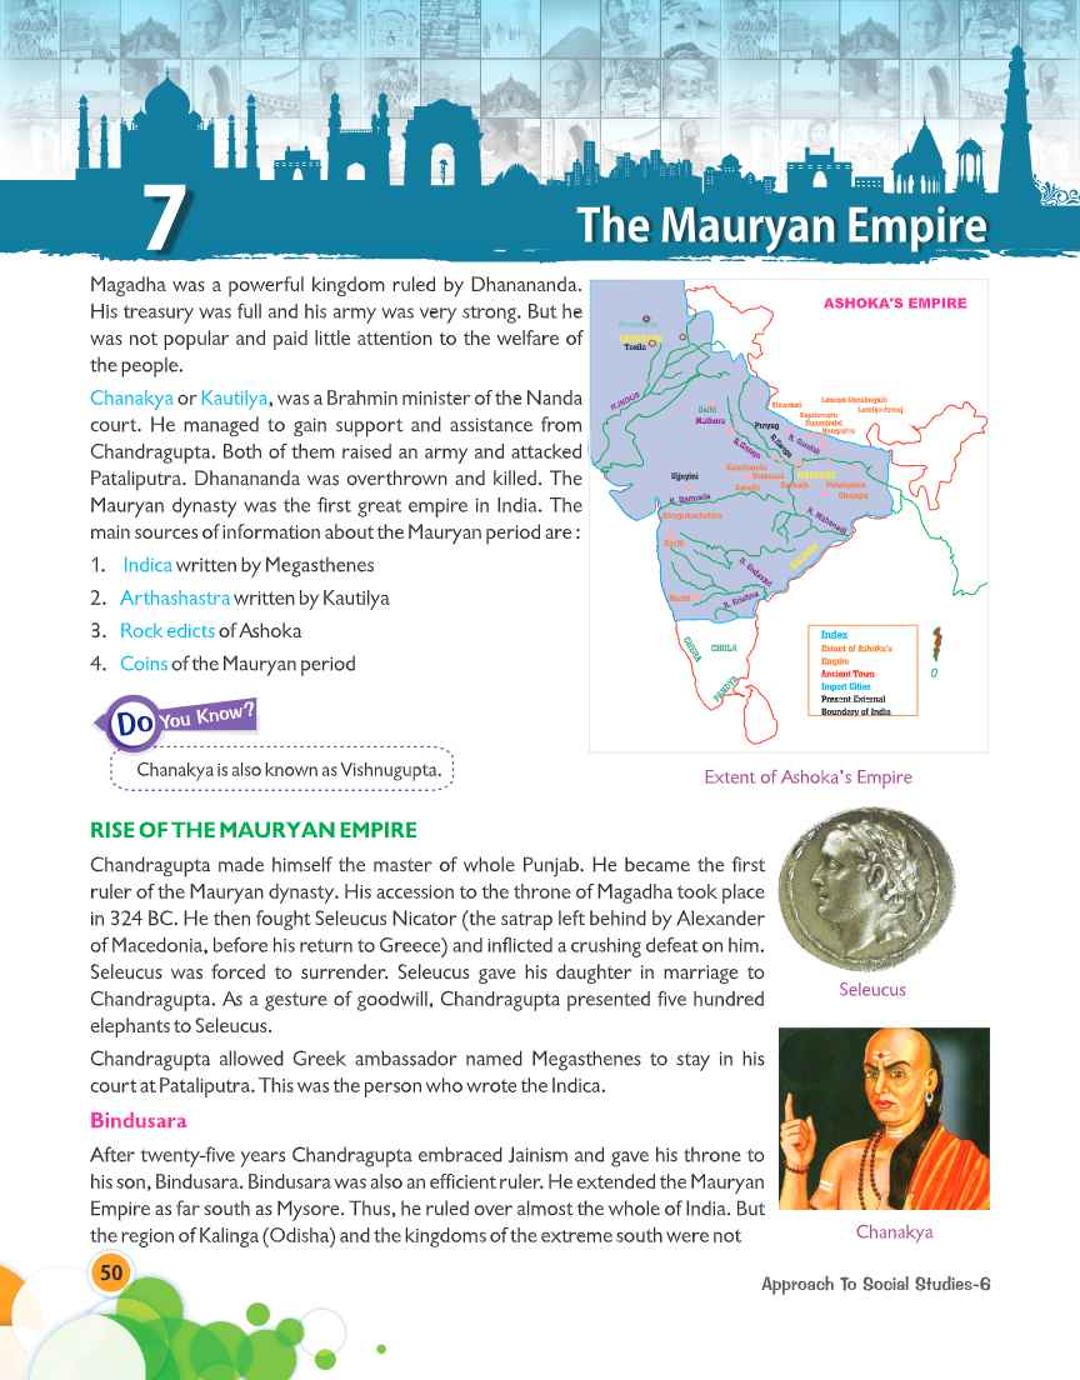 7
The Mauryan Empire
Magadha was a powerful kingdom ruled by Dhanananda.
His treasury was full and his army was very strong. But he
was not popular and paid little attention to the welfare of
the people.
Chanakya or Kautilya, was a Brahmin minister of the Nanda
court. He managed to gain support and assistance from
Chandragupta. Both of them raised an army and attacked
Pataliputra. Dhanananda was overthrown and killed. The
Mauryan dynasty was the first great empire in India. The
main sources of information about the Mauryan period are :
1. Indica written by Megasthenes
2. Arthashastra written by Kautilya
3. Rock edicts of Ashoka
4. Coins of the Mauryan period
Do You Know?
Chanakya is also known as Vishnugupta.
ASHOKA'S EMPIRE
R.INDUS
Delhi
Mathura
Prayag
R.Ganga
Ujjayini
R. Narmada
R. Mahanadi
R. Godavari
R. Krishna
CHERA
CHOLA
PANDYA
Index
Extent of Ashoka's
Empire
Ancient Town
Import Cities
Present External
Boundary of India
Extent of Ashoka's Empire
RISE OF THE MAURYAN EMPIRE
Chandragupta made himself the master of whole Punjab. He became the first
ruler of the Mauryan dynasty. His accession to the throne of Magadha took place
in 324 BC. He then fought Seleucus Nicator (the satrap left behind by Alexander
of Macedonia, before his return to Greece) and inflicted a crushing defeat on him.
Seleucus was forced to surrender. Seleucus gave his daughter in marriage to
Chandragupta. As a gesture of goodwill, Chandragupta presented five hundred
elephants to Seleucus.
Chandragupta allowed Greek ambassador named Megasthenes to stay in his
court at Pataliputra. This was the person who wrote the Indica.
Seleucus
Bindusara
After twenty-five years Chandragupta embraced Jainism and gave his throne to
his son, Bindusara. Bindusara was also an efficient ruler. He extended the Mauryan
Empire as far south as Mysore. Thus, he ruled over almost the whole of India. But
the region of Kalinga (Odisha) and the kingdoms of the extreme south were not
Chanakya
50
Approach To Social Studies-6